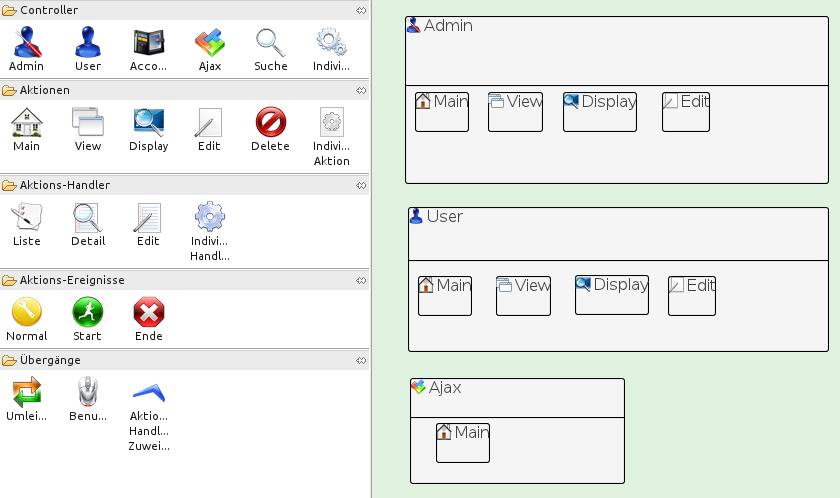 Controller
Admin User Acco... Ajax Suche Indivi...
Aktionen
Main View Display Edit Delete Indivi...
Aktion
Aktions-Handler
Liste Detail Edit Indivi...
Handl...
Aktions-Ereignisse
Normal Start Ende
Übergänge
Umlei... Benu... Aktio...
Handl...
Zuwei...
Admin
Main View Display Edit
User
Main View Display Edit
Ajax
Main